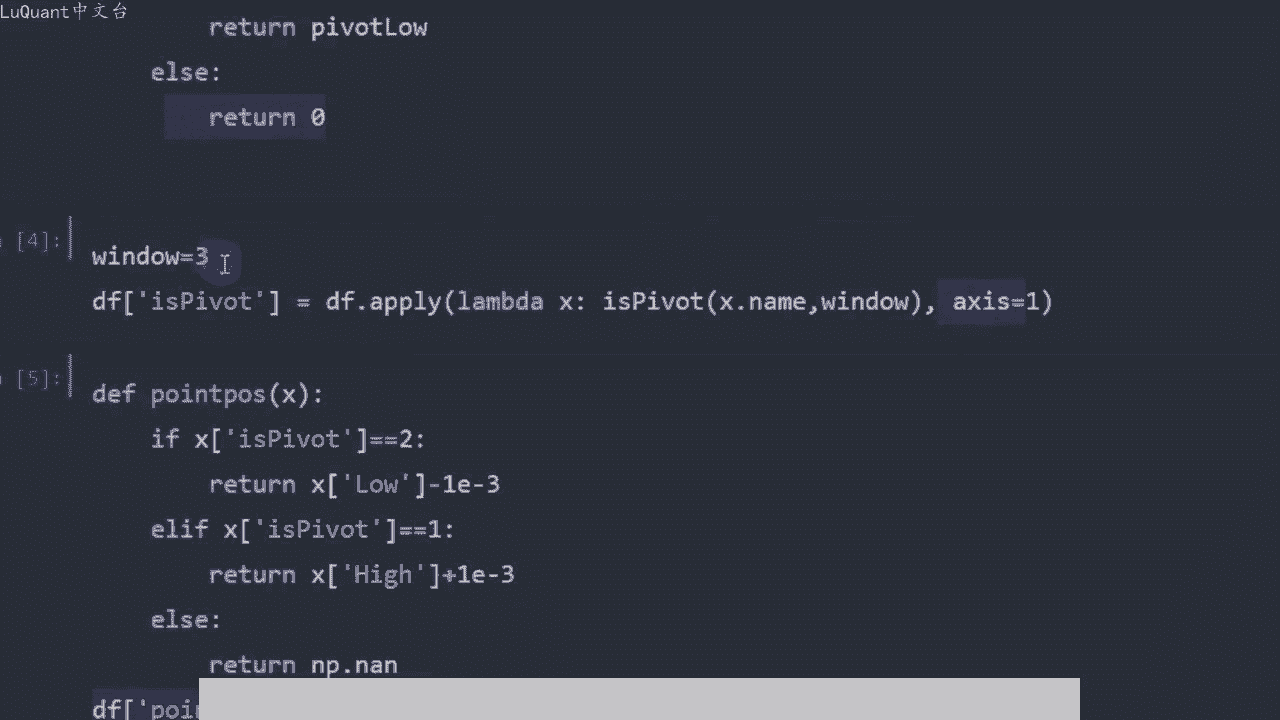 LuQuant中文台
return pivotLow
else:
return 0
[4]:
window=3
df['isPivot'] = df.apply(lambda x: isPivot(x.name,window), axis=1)
[5]:
def pointpos(x):
if x['isPivot']==2:
return x['Low']-1e-3
elif x['isPivot']==1:
return x['High']+1e-3
else:
return np.nan
df['poi